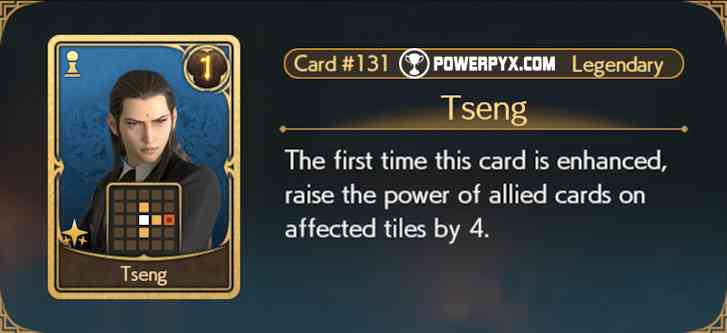 1
Card #131 POWERPYX.COM Legendary
Tseng
The first time this card is enhanced,
raise the power of allied cards on
affected tiles by 4.
Tseng